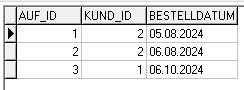 AUF_ID KUND_ID BESTELLDATUM
1 2 05.08.2024
2 2 06.08.2024
3 1 06.10.2024